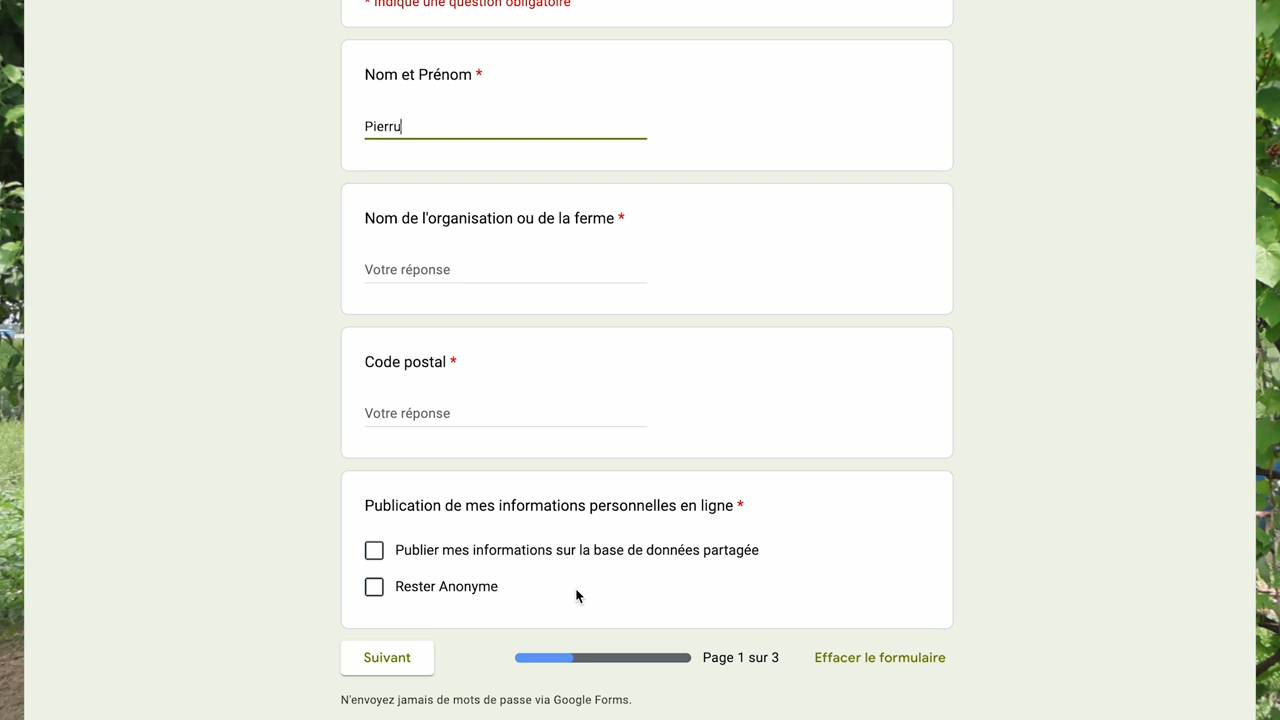 * Indique une question obligatoire
Nom et Prénom *
Pierru
Nom de l'organisation ou de la ferme *
Votre réponse
Code postal *
Votre réponse
Publication de mes informations personnelles en ligne *
Publier mes informations sur la base de données partagée
Rester Anonyme
Suivant
Page 1 sur 3
Effacer le formulaire
N'envoyez jamais de mots de passe via Google Forms.